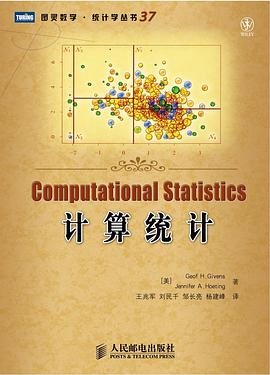 TURING 图灵数学·统计学丛书37
WILEY
Computational Statistics
计算统计
[美] Geof H. Givens
Jennifer A. Hoeting 著
王兆军 刘民千 邹长亮 杨建峰 译
人民邮电出版社
POSTS & TELECOM PRESS